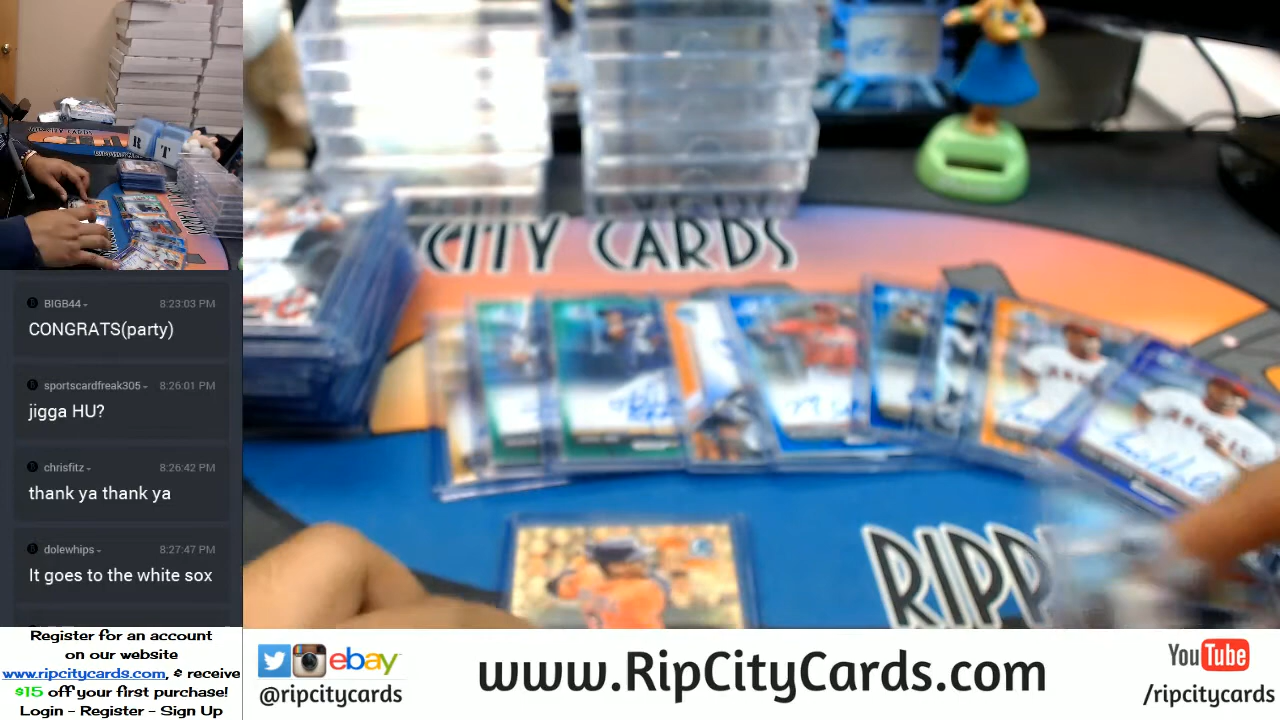 BIGB44
8:23:03 PM
CONGRATS(party)
sportscardfreak305
8:26:01 PM
jigga HU?
chrisfitz
8:26:42 PM
thank ya thank ya
dolewhips
8:27:47 PM
It goes to the white sox
Register for an account
on our website
www.ripcitycards.com, & receive
$15 off your first purchase!
Login - Register - Sign Up
CITY CARDS
RIPP
ANGELS
ebay
@ripcitycards
www.RipCityCards.com
YouTube
/ripcitycards